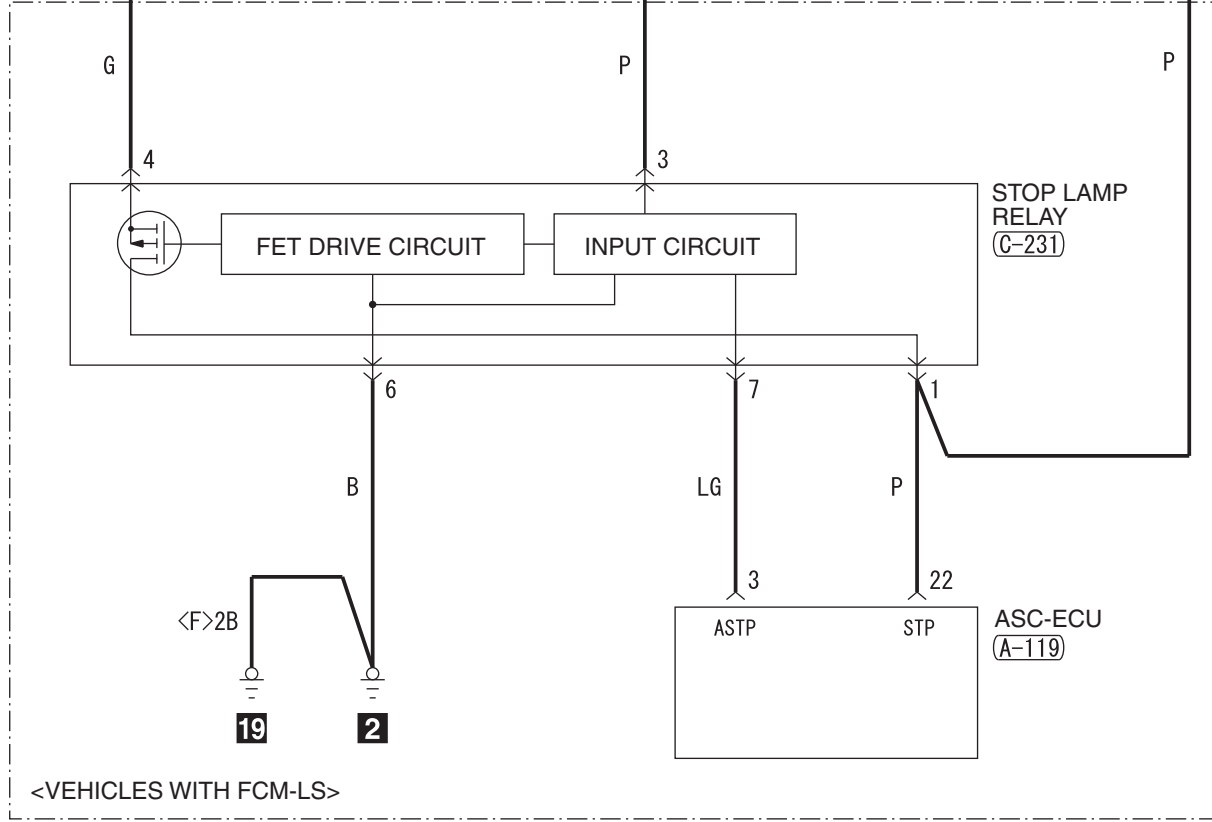 G
P
P
4
3
STOP LAMP
RELAY
C-231
FET DRIVE CIRCUIT
INPUT CIRCUIT
6
7
1
B
LG
P
<F>2B
3
22
ASTP
STP
ASC-ECU
A-119
19
2
<VEHICLES WITH FCM-LS>